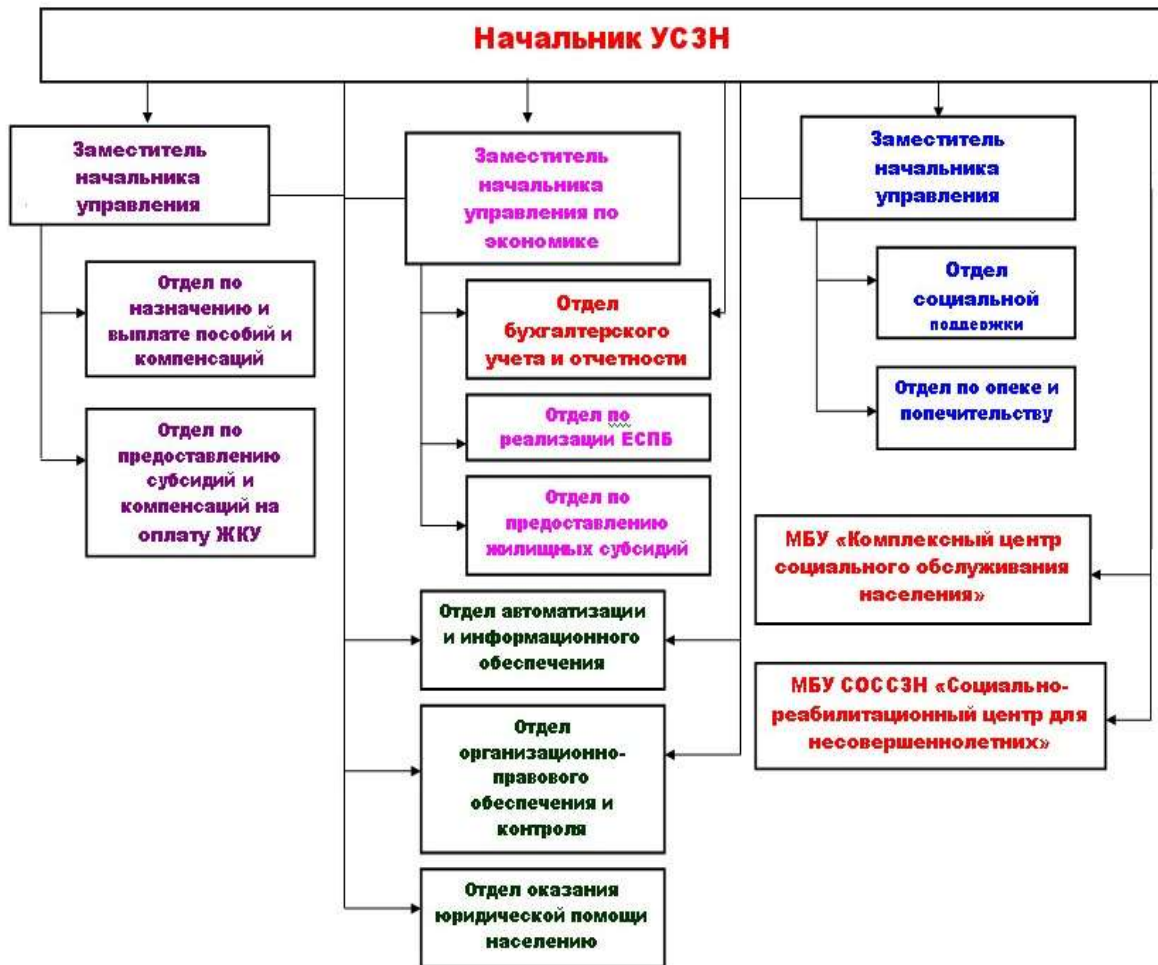 Начальник УСЗН
Заместитель
начальника
управления
Заместитель
начальника
управления по
экономике
Заместитель
начальника
управления
Отдел по
назначению и
выплате пособий и
компенсаций
Отдел по
предоставлению
субсидий и
компенсаций на
оплату ЖКУ
Отдел
бухгалтерского
учета и отчетности
Отдел по
реализации ЕСПБ
Отдел по
предоставлению
жилищных субсидий
Отдел
социальной
поддержки
Отдел по опеке и
попечительству
Отдел автоматизации
и информационного
обеспечения
Отдел
организационно-
правового
обеспечения и
контроля
Отдел оказания
юридической помощи
населению
МБУ «Комплексный центр
социального обслуживания
населения»
МБУ СОССЗН «Социально-
реабилитационный центр для
несовершеннолетних»